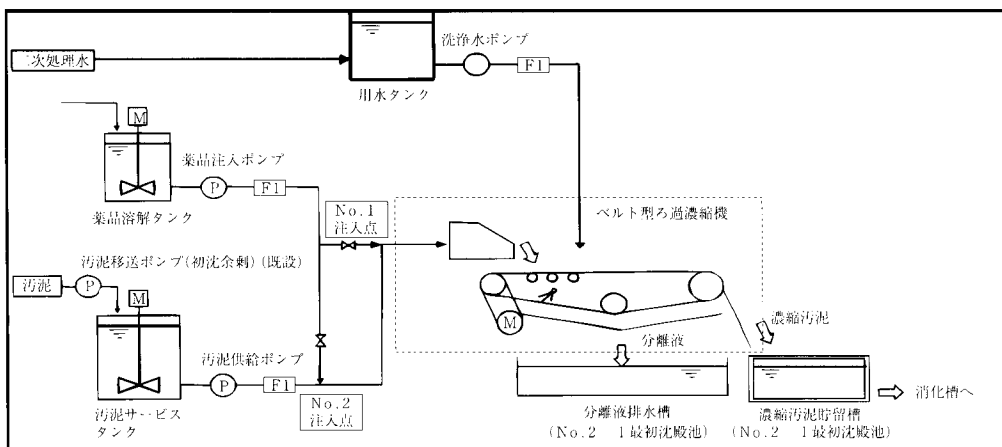 二次処理水
用水タンク
洗浄水ポンプ
F1
M
薬品注入ポンプ
P
F1
薬品溶解タンク
No.1
注入点
ベルト型ろ過濃縮機
汚泥移送ポンプ(初沈余剰)(既設)
汚泥
P
M
M
濃縮汚泥
分離液
汚泥供給ポンプ
P
F1
汚泥サービス
タンク
No.2
注入点
消化槽へ
分離液排水槽
(No.2-1最初沈殿池)
濃縮汚泥貯留槽
(No.2-1最初沈殿池)